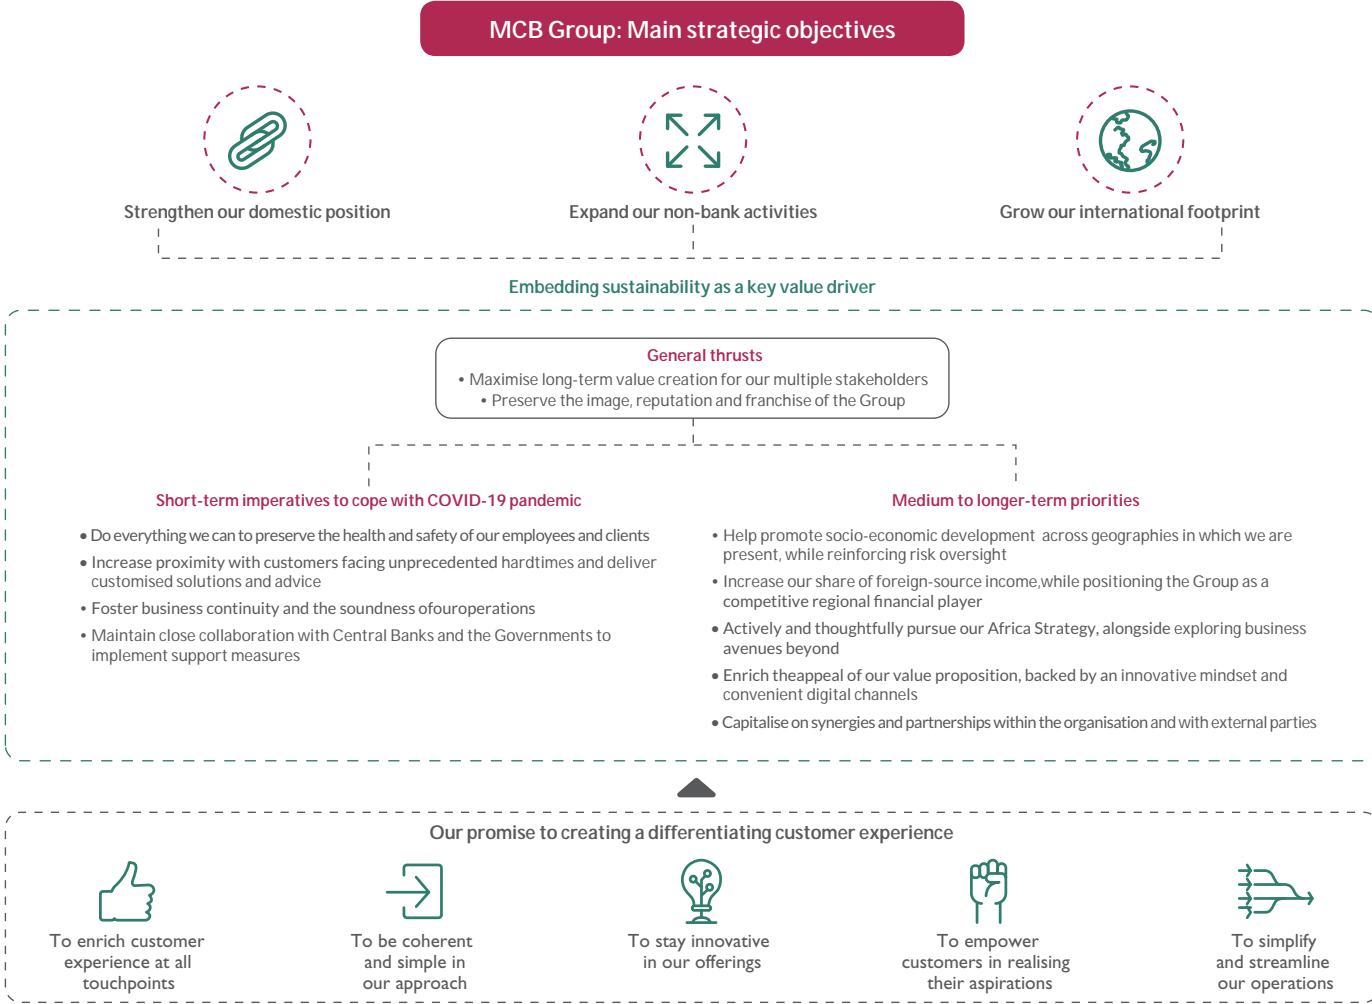 MCB Group: Main strategic objectives
Strengthen our domestic position
Expand our non-bank activities
Grow our international footprint
Embedding sustainability as a key value driver
General thrusts
• Maximise long-term value creation for our multiple stakeholders
• Preserve the image, reputation and franchise of the Group
Short-term imperatives to cope with COVID-19 pandemic
• Do everything we can to preserve the health and safety of our employees and clients
• Increase proximity with customers facing unprecedented hardtimes and deliver
customised solutions and advice
• Foster business continuity and the soundness ofouroperations
• Maintain close collaboration with Central Banks and the Governments to
implement support measures
Medium to longer-term priorities
• Help promote socio-economic development across geographies in which we are
present, while reinforcing risk oversight
• Increase our share of foreign-source income,while positioning the Group as a
competitive regional financial player
• Actively and thoughtfully pursue our Africa Strategy, alongside exploring business
avenues beyond
• Enrich theappeal of our value proposition, backed by an innovative mindset and
convenient digital channels
• Capitalise on synergies and partnerships within the organisation and with external parties
Our promise to creating a differentiating customer experience
To enrich customer
experience at all
touchpoints
To be coherent
and simple in
our approach
To stay innovative
in our offerings
To empower
customers in realising
their aspirations
To simplify
and streamline
our operations